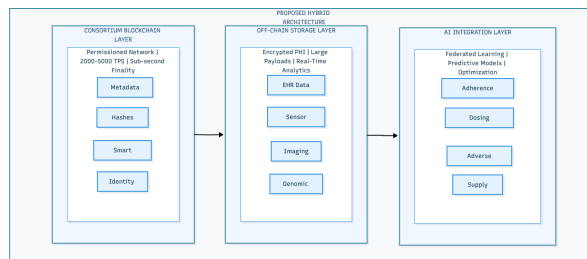 PROPOSED HYBRID
ARCHITECTURE
CONSORTIUM BLOCKCHAIN
LAYER
Permissioned Network |
2000-5000 TPS | Sub-second
Finality
Metadata
Hashes
Smart
Identity
OFF-CHAIN STORAGE LAYER
Encrypted PHI | Large
Payloads | Real-Time
Analytics
EHR Data
Sensor
Imaging
Genomic
AI INTEGRATION LAYER
Federated Learning |
Predictive Models |
Optimization
Adherence
Dosing
Adverse
Supply